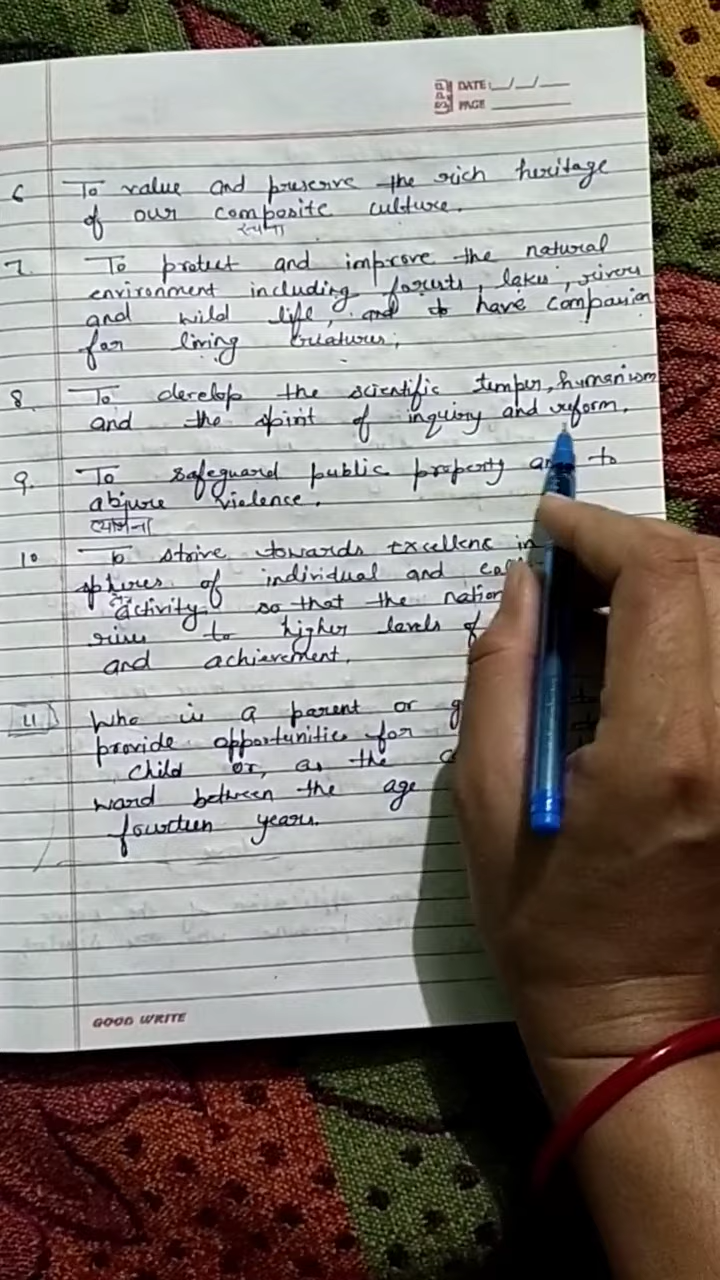 DATE: __/__/__
PAGE
6 To value and preserve the rich heritage
of our composite culture.
7. To protect and improve the natural
environment including forests, lakes, rivers
and wild life, and to have compassion
for living creatures;
8. To develop the scientific temper, humanism
and the spirit of inquiry and reform.
9. To safeguard public property to
abjure violence.
10 To strive towards excellence in
spheres of individual and
activity so that the nation
rises to higher levels of
and achievement.
11 Who is a parent or
provide opportunities for
child or, as the
ward between the age
fourteen years.
GOOD WRITE